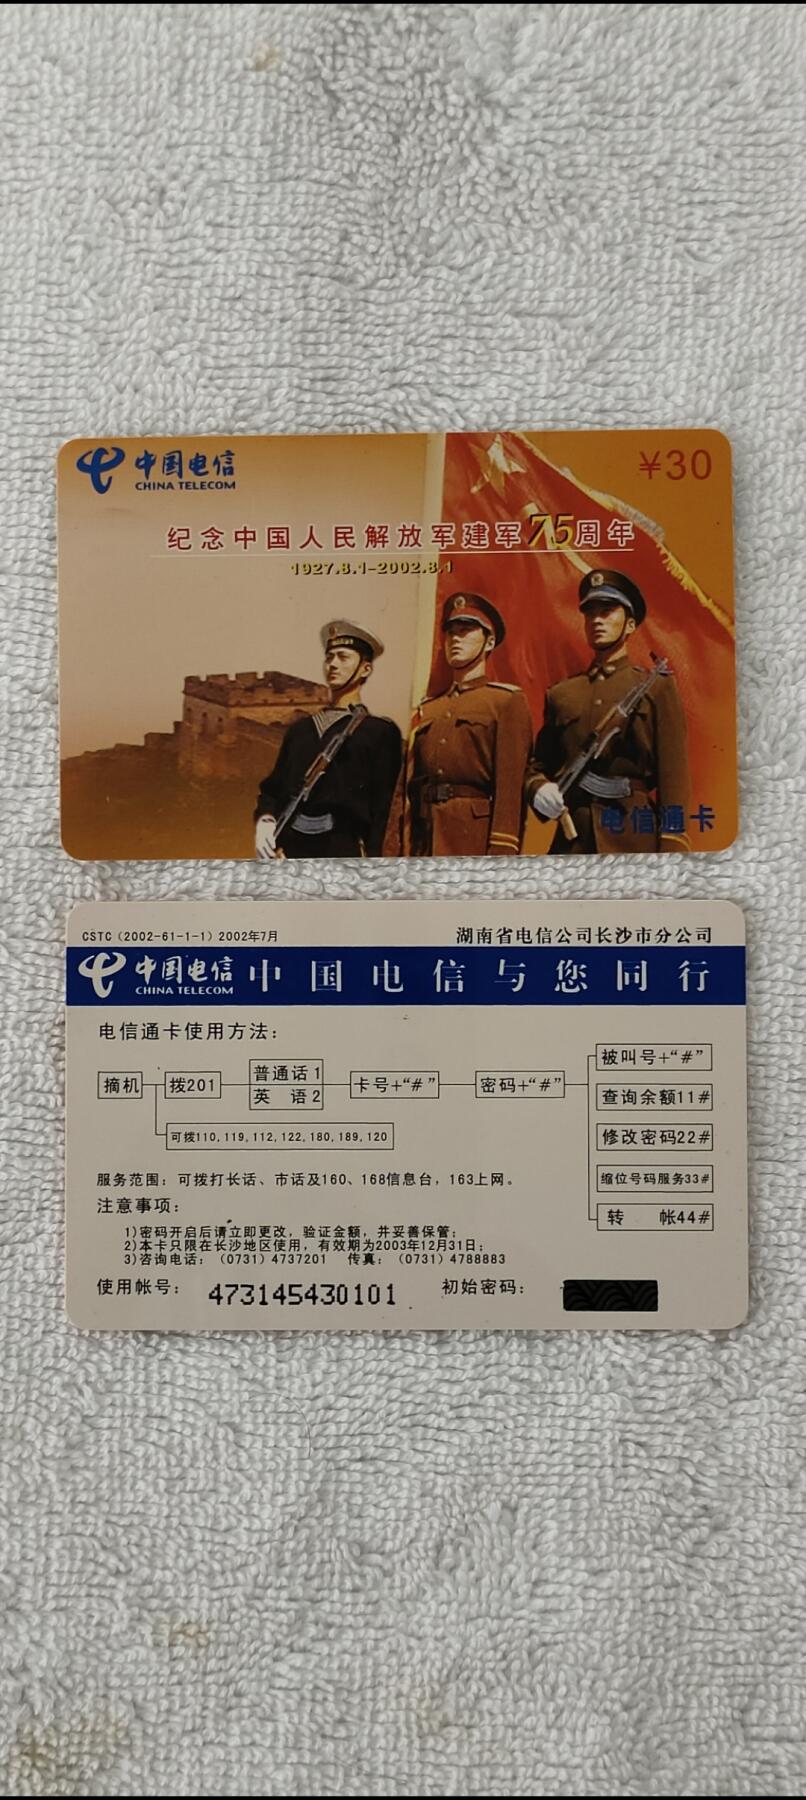 中国电信
CHINA TELECOM
¥30
纪念中国人民解放军建军75周年
1927.8.1-2002.8.1
电信通卡
CSTC（2002-61-1-1）2002年7月
湖南省电信公司长沙市分公司
中国电信
CHINA TELECOM
中国电信与您同行
电信通卡使用方法：
摘机
拨201
普通话1
英 语2
卡号+“#”
密码+“#”
被叫号+“#”
查询余额11#
修改密码22#
缩位号码服务33#
转 帐44#
可拨110,119,112,122,180,189,120
服务范围：可拨打长话、市话及160、168信息台，163上网。
注意事项：
1)密码开启后请立即更改，验证金额，并妥善保管；
2)本卡只限在长沙地区使用，有效期为2003年12月31日；
3)咨询电话：（0731）4737201 传真：（0731）4788883
使用帐号： 473145430101 初始密码：